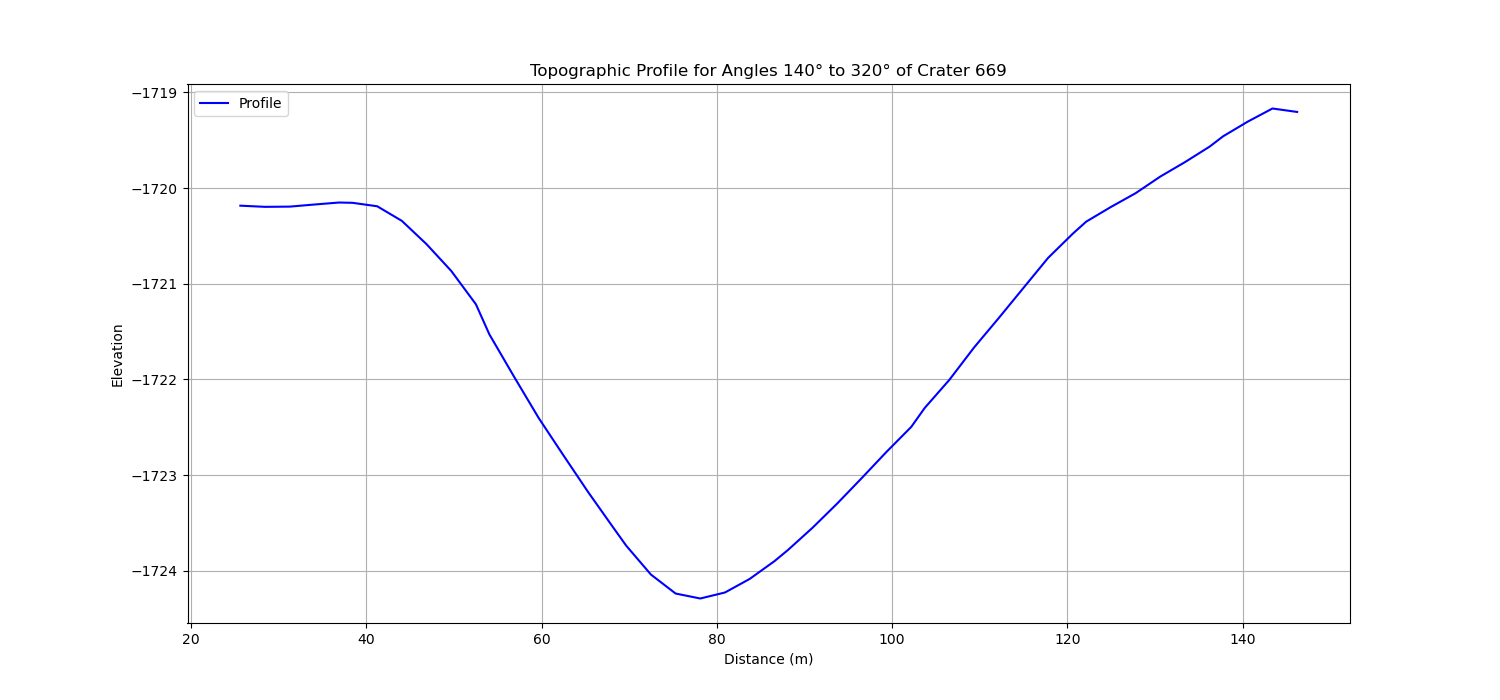 Topographic Profile for Angles 140° to 320° of Crater 669
Profile
−1719
−1720
−1721
−1722
−1723
−1724
Elevation
20 40 60 80 100 120 140
Distance (m)